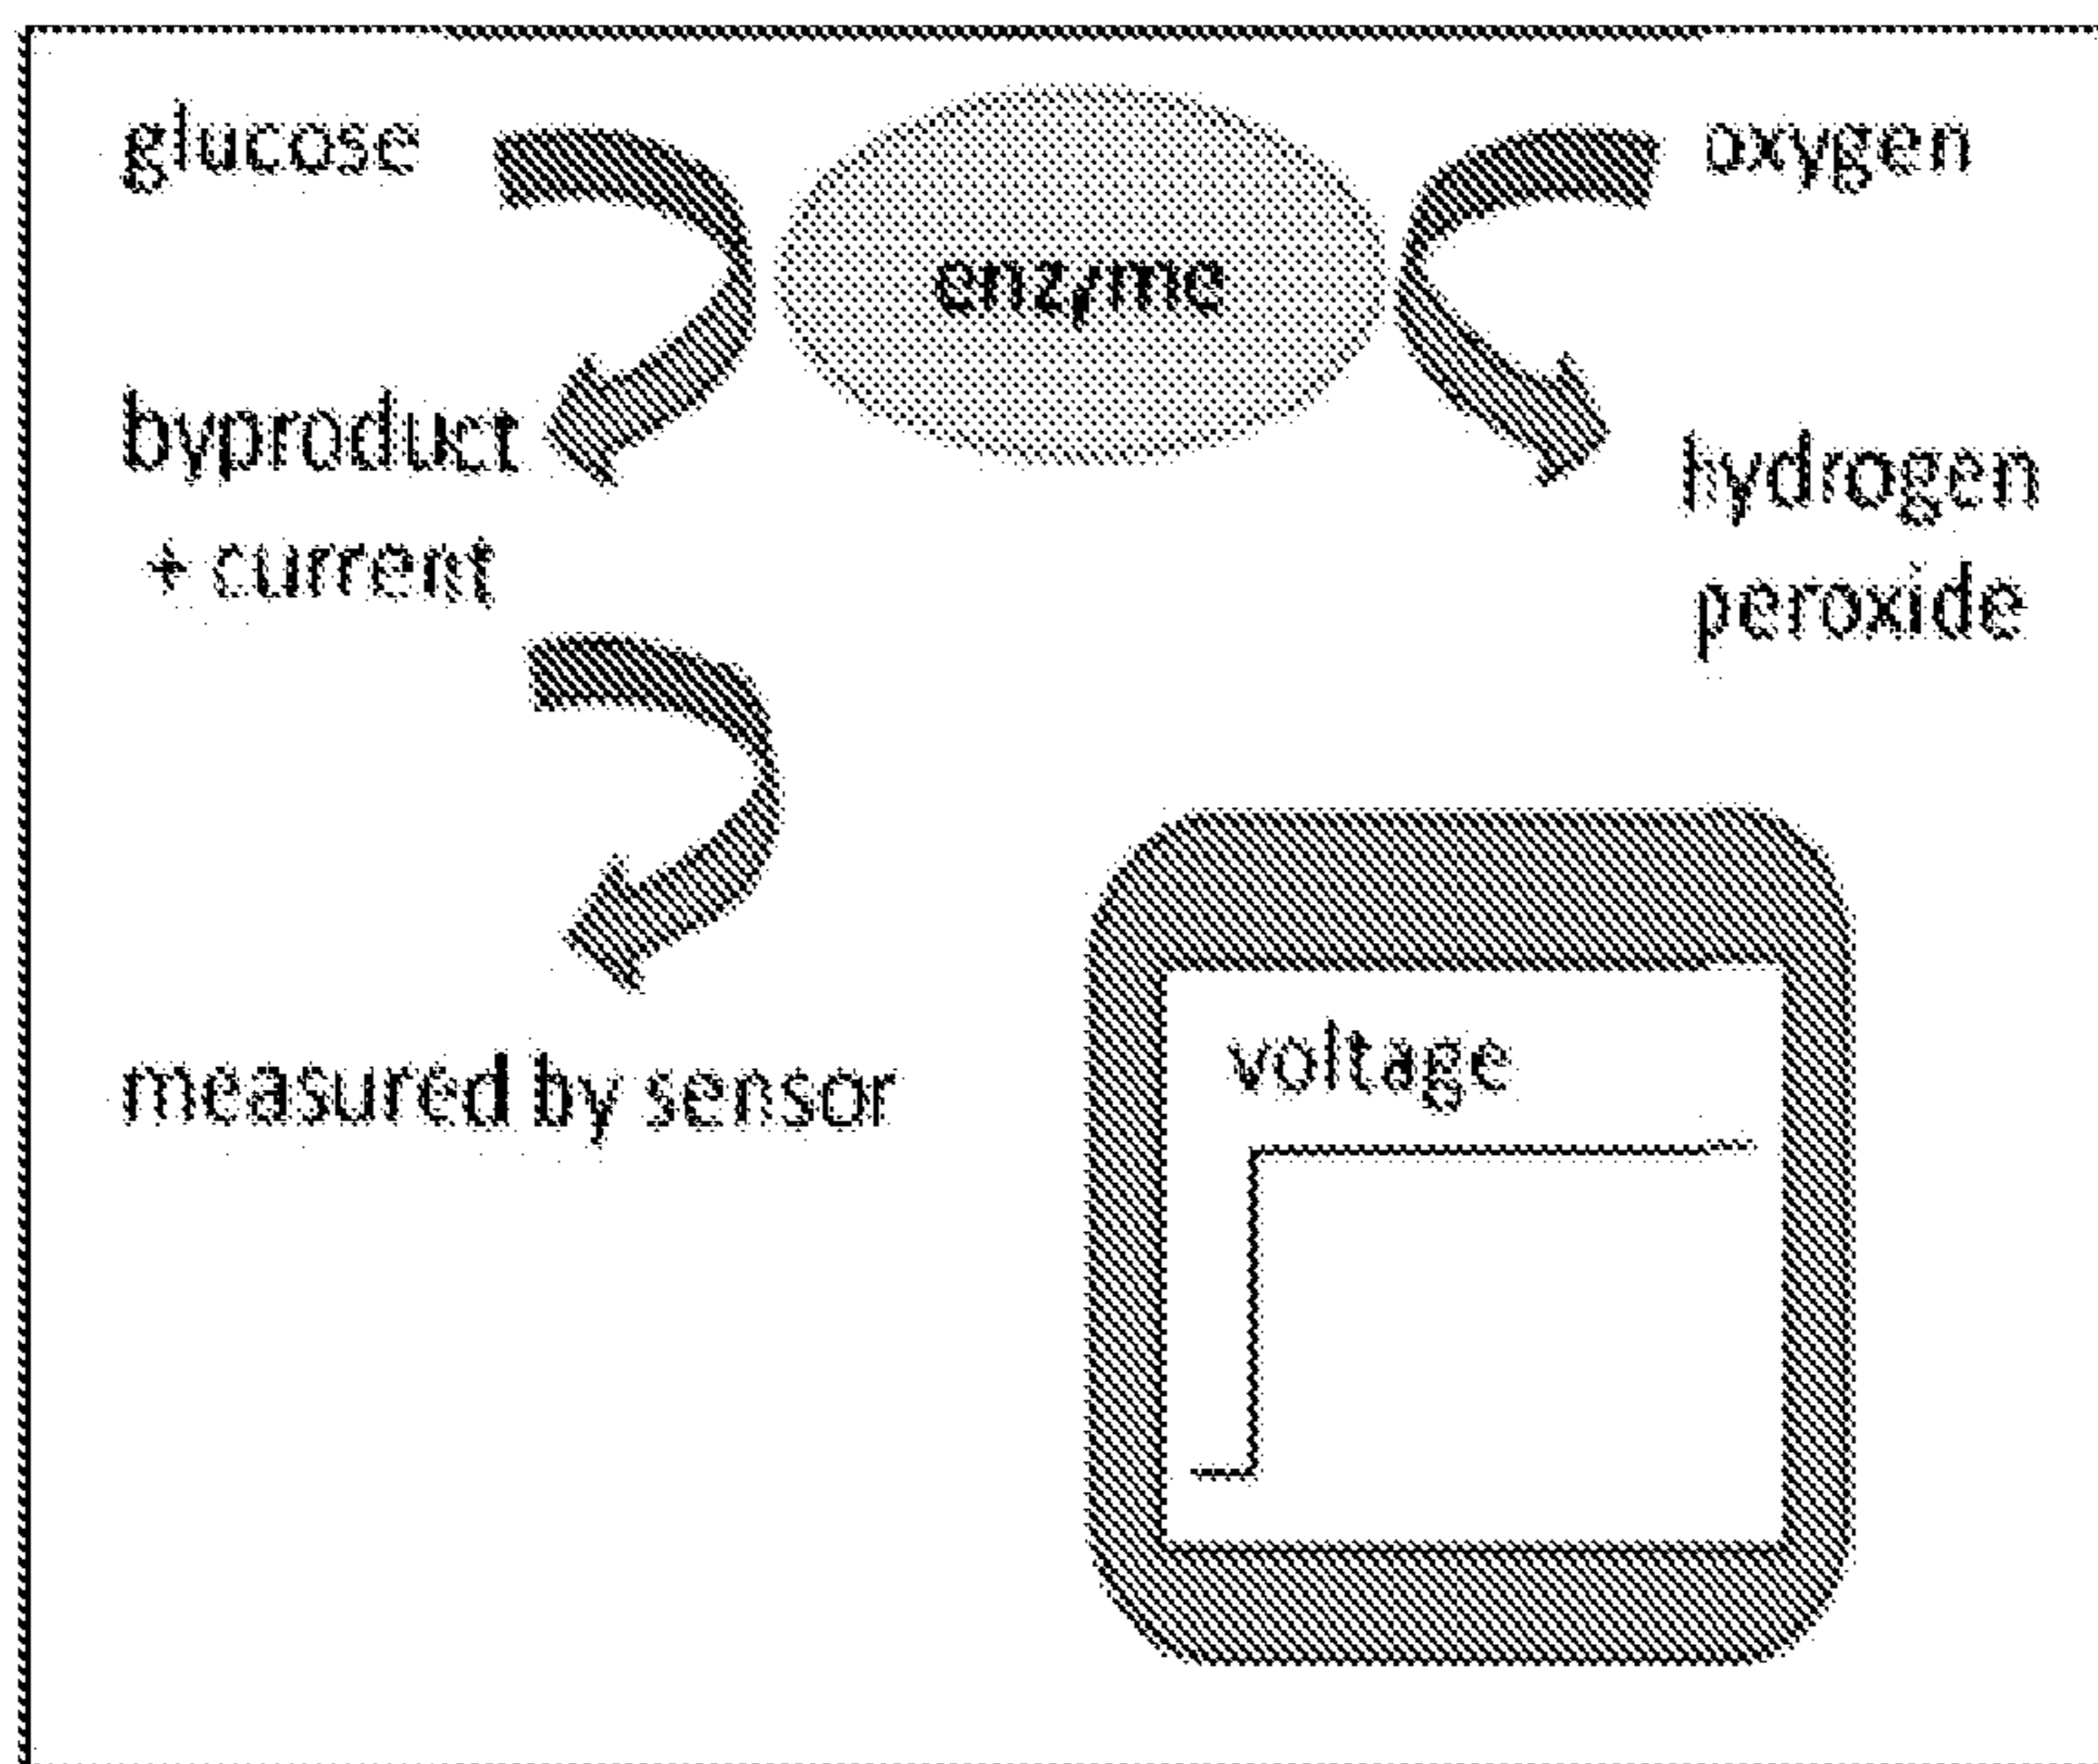 glucose
enzyme
oxygen
byproduct
+ current
hydrogen
peroxide
measured by sensor
voltage